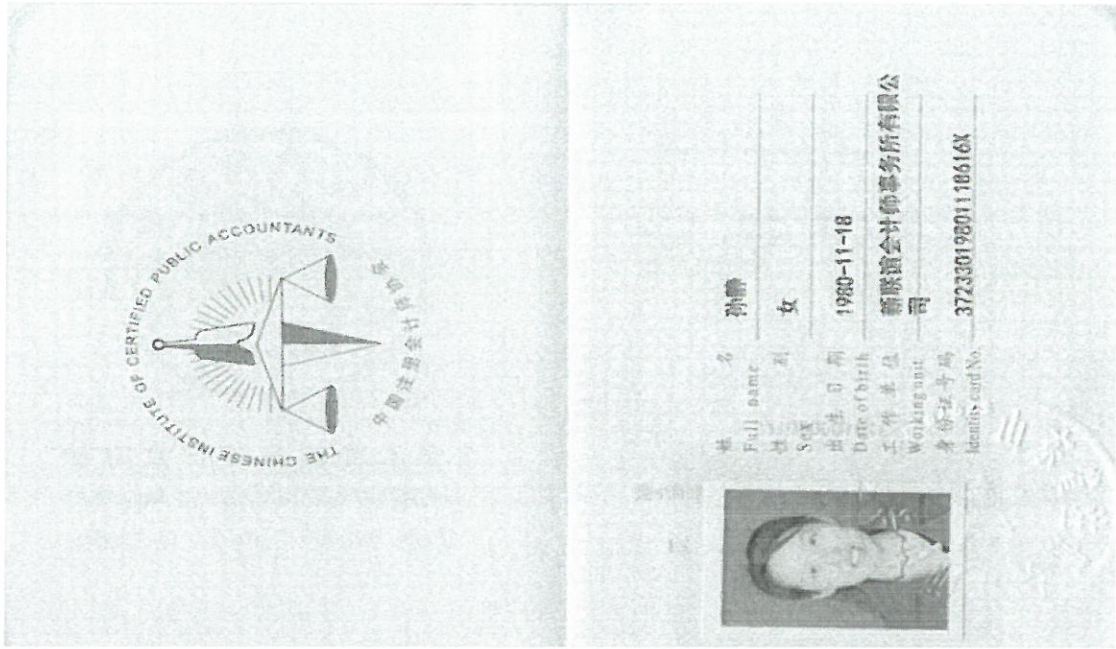 THE CHINESE INSTITUTE OF CERTIFIED PUBLIC ACCOUNTANTS
中国注册会计师协会
姓 名 孙静
Full name
性 别 女
Sex
出 生 日 期 1980-11-18
Date of birth
工 作 单 位 新联谊会计师事务所有限公
Working unit 司
身 份 证 号 码 37233019801118616X
Identity card No.